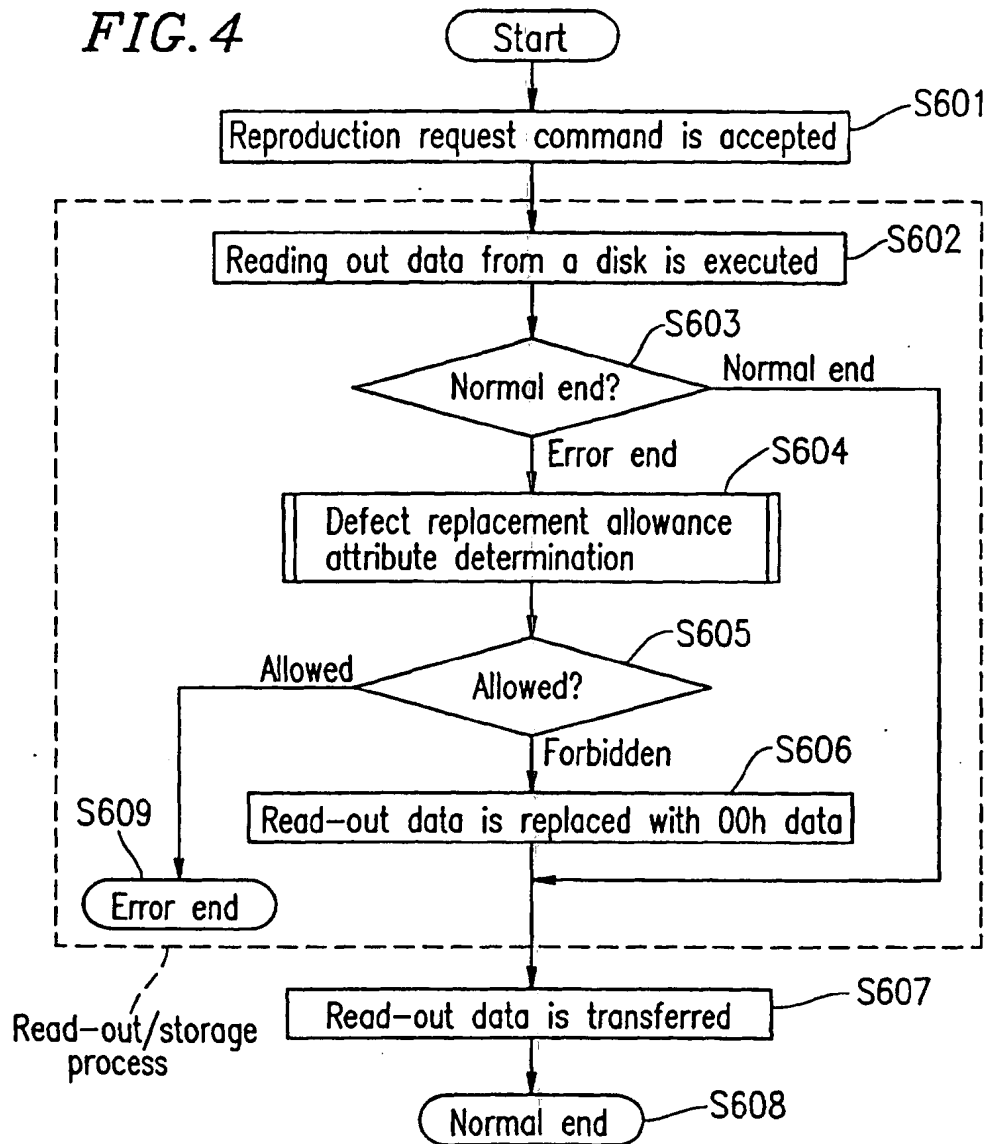 FIG. 4
Start
S601
Reproduction request command is accepted
S602
Reading out data from a disk is executed
S603
Normal end?
Normal end
Error end
S604
Defect replacement allowance
attribute determination
S605
Allowed
Allowed?
Forbidden
S606
Read-out data is replaced with 00h data
S609
Error end
S607
Read-out data is transferred
Read-out/storage
process
S608
Normal end